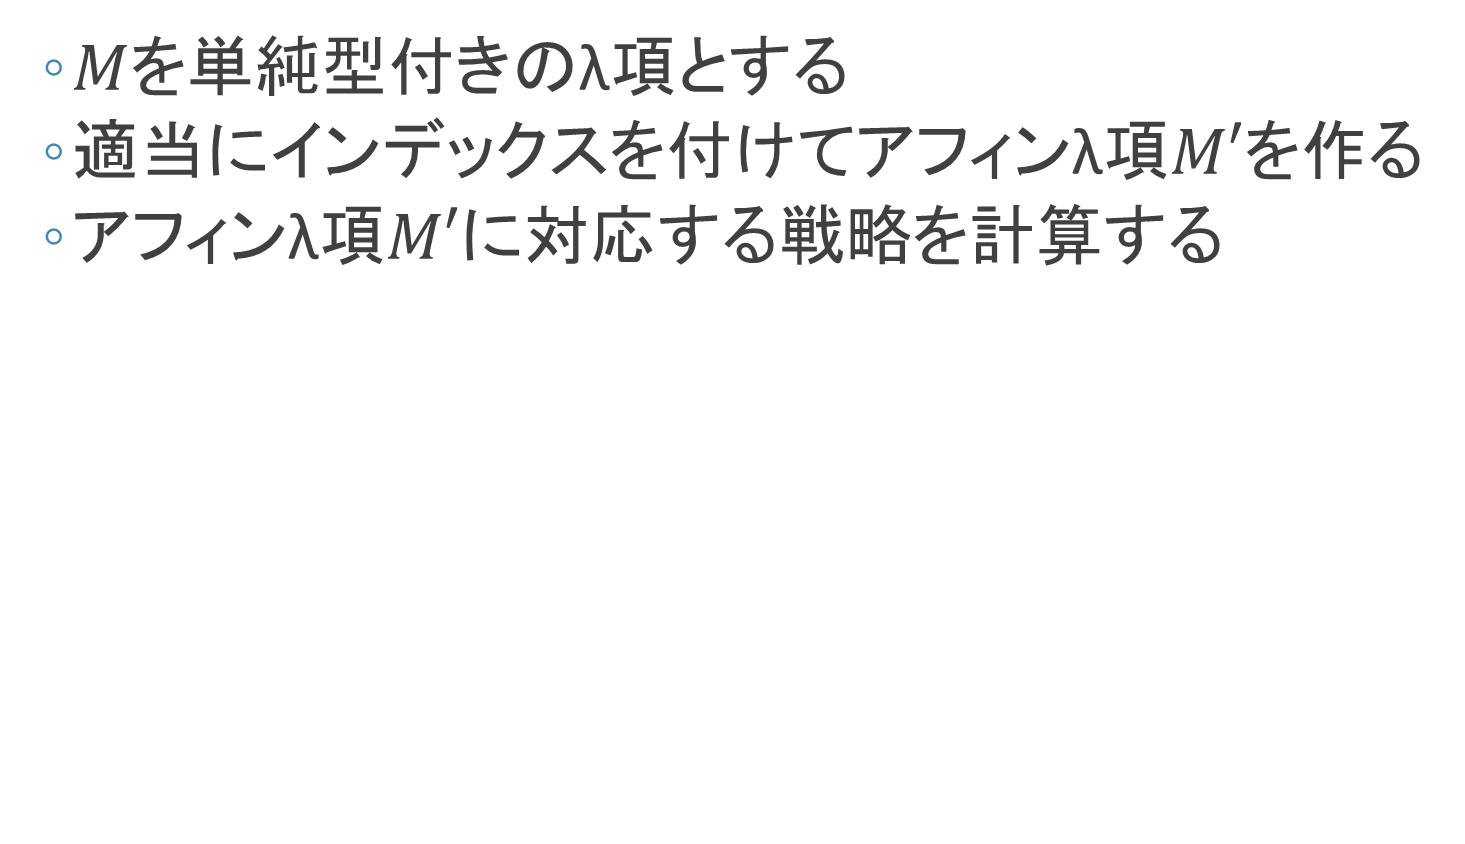 ◦ Mを単純型付きのλ項とする
◦ 適当にインデックスを付けてアフィンλ項M′を作る
◦ アフィンλ項M′に対応する戦略を計算する